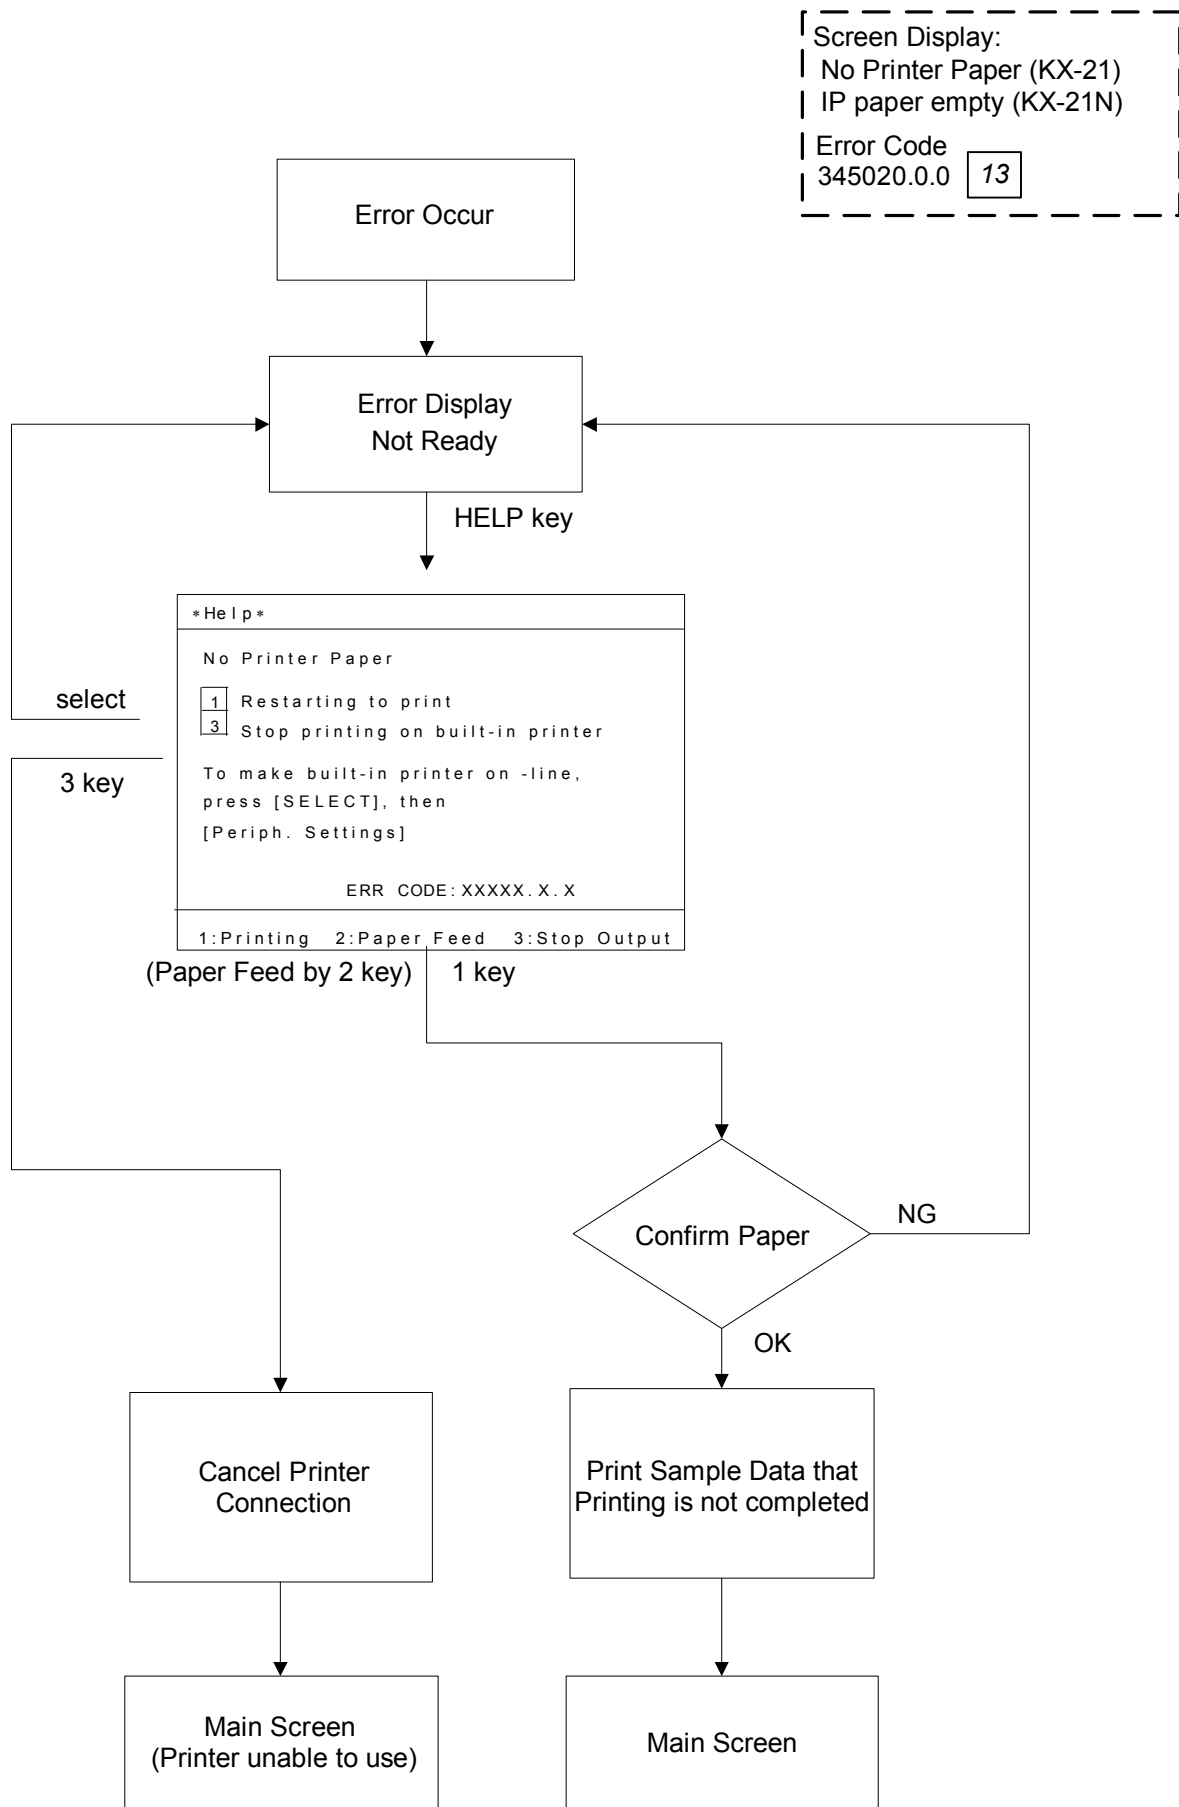 Screen Display:
No Printer Paper (KX-21)
IP paper empty (KX-21N)
Error Code
345020.0.0 13
Error Occur
Error Display
Not Ready
HELP key
*Help*
No Printer Paper
1 Restarting to print
3 Stop printing on built-in printer
To make built-in printer on -line,
press [SELECT], then
[Periph. Settings]
ERR CODE:XXXXX.X.X
1:Printing 2:Paper Feed 3:Stop Output
select
3 key
(Paper Feed by 2 key) 1 key
Confirm Paper
NG
OK
Cancel Printer
Connection
Print Sample Data that
Printing is not completed
Main Screen
(Printer unable to use)
Main Screen